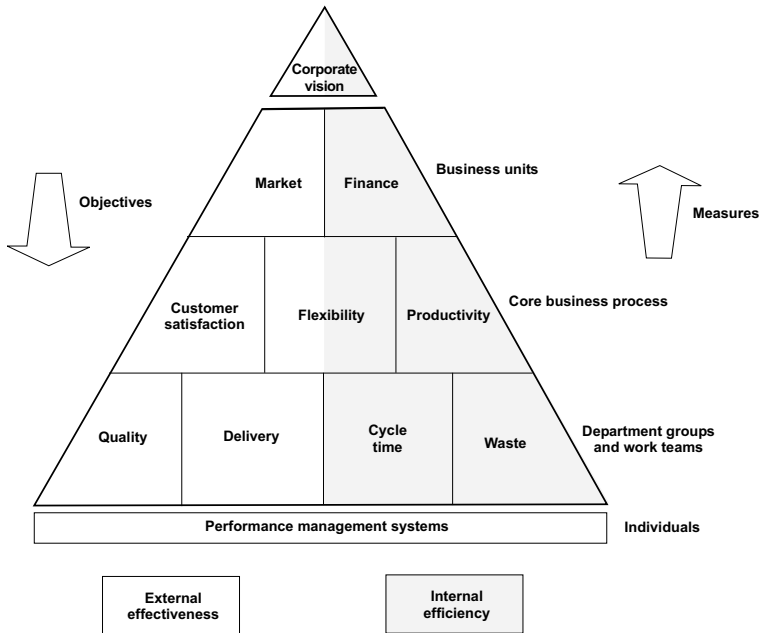 Corporate
vision
Market
Finance
Business units
Objectives
Measures
Customer
satisfaction
Flexibility
Productivity
Core business process
Quality
Delivery
Cycle
time
Waste
Department groups
and work teams
Performance management systems
Individuals
External
effectiveness
Internal
efficiency